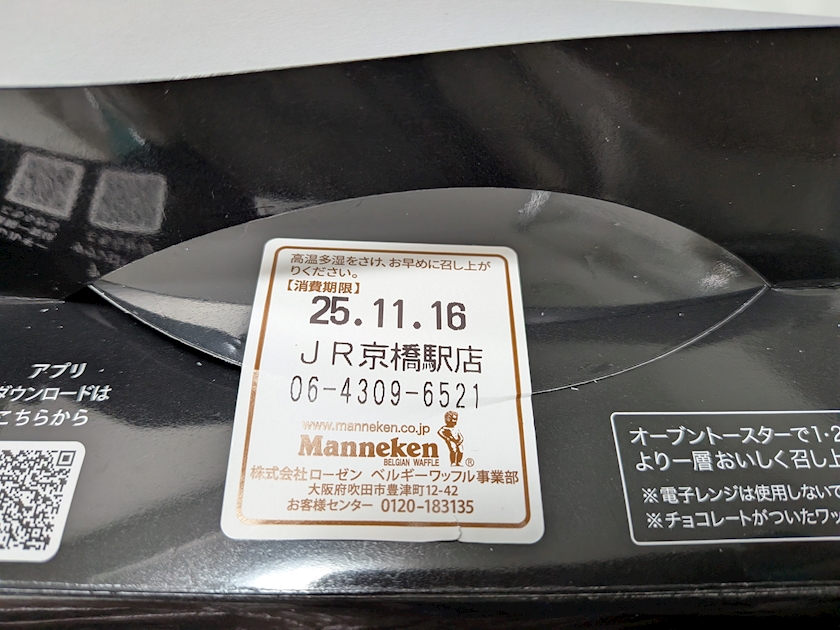 高温多湿をさけ、お早めに召し上が
りください。
【消費期限】
25.11.16
JR京橋駅店
06-4309-6521
www.manneken.co.jp
Manneken
BELGIAN WAFFLE
®
株式会社ローゼン ベルギーワッフル事業部
大阪府吹田市豊津町12-42
お客様センター 0120-183135
アプリ
ダウンロードは
こちらから
オーブントースターで1・2
より一層おいしく召し上
※電子レンジは使用しないで
※チョコレートがついたワッ